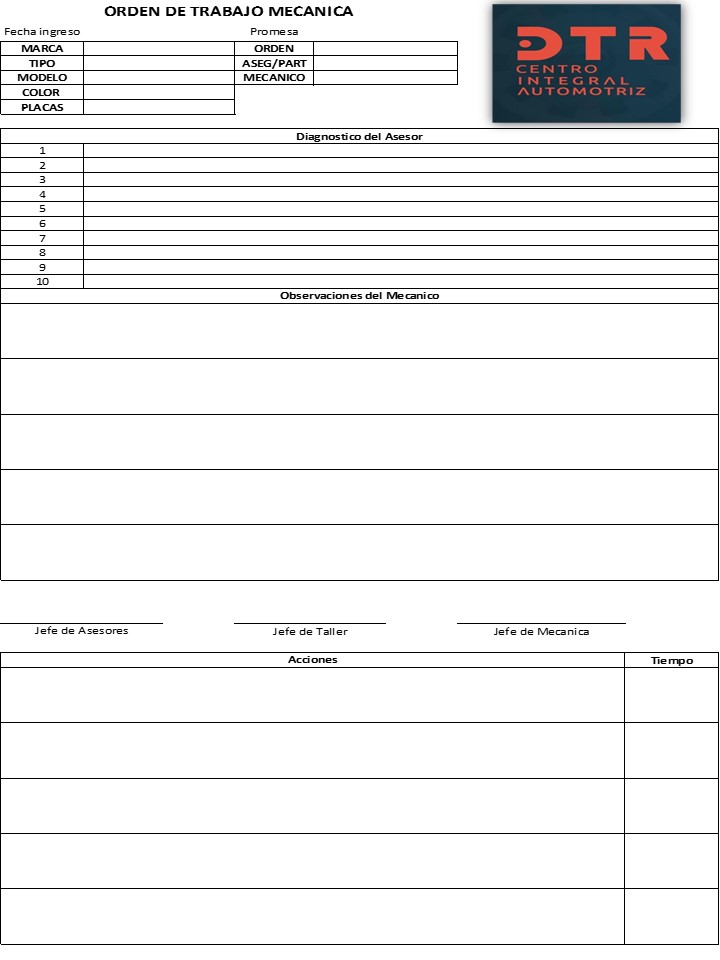 ORDEN DE TRABAJO MECANICA
Fecha ingreso Promesa
MARCA ORDEN
TIPO ASEG/PART
MODELO MECANICO
COLOR
PLACAS
DTR
CENTRO
INTEGRAL
AUTOMOTRIZ
Diagnostico del Asesor
1
2
3
4
5
6
7
8
9
10
Observaciones del Mecanico
Jefe de Asesores Jefe de Taller Jefe de Mecanica
Acciones Tiempo